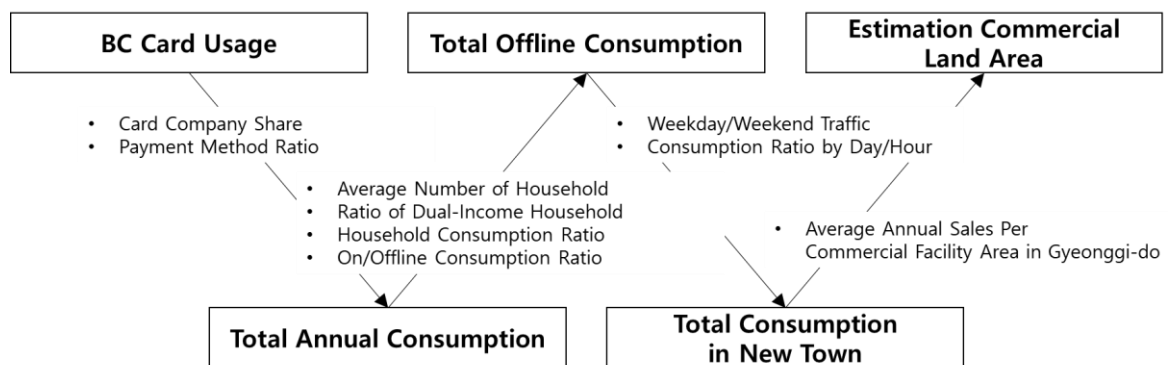 BC Card Usage
Total Offline Consumption
Estimation Commercial
Land Area
• Card Company Share
• Payment Method Ratio
• Weekday/Weekend Traffic
• Consumption Ratio by Day/Hour
• Average Number of Household
• Ratio of Dual-Income Household
• Household Consumption Ratio
• On/Offline Consumption Ratio
• Average Annual Sales Per
Commercial Facility Area in Gyeonggi-do
Total Annual Consumption
Total Consumption
in New Town